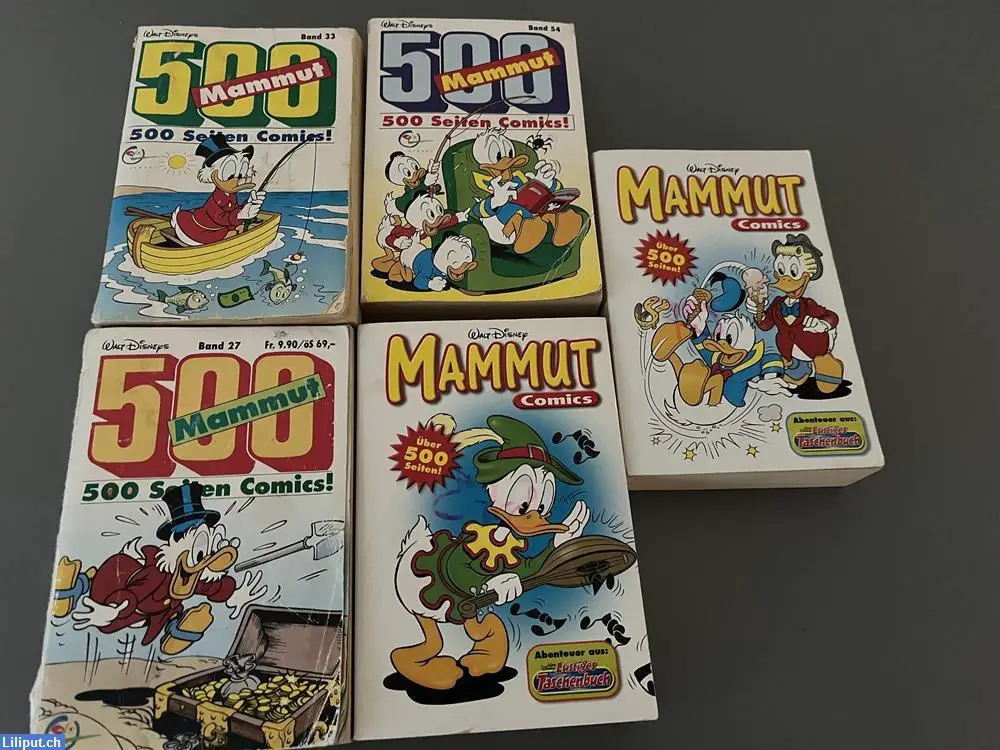 Walt Disneys
Band 33
500
Mammut
500 Seiten Comics!
Walt Disneys
Band 54
500
Mammut
500 Seiten Comics!
Walt Disney
MAMMUT
Comics
Über
500
Seiten!
Abenteuer aus:
Lustiges
Taschenbuch
Walt Disneys
Band 27
Fr. 9.90/öS 69,–
500
Mammut
500 Seiten Comics!
Walt Disney
MAMMUT
Comics
Über
500
Seiten!
Abenteuer aus:
Lustiges
Taschenbuch
Liliput.ch